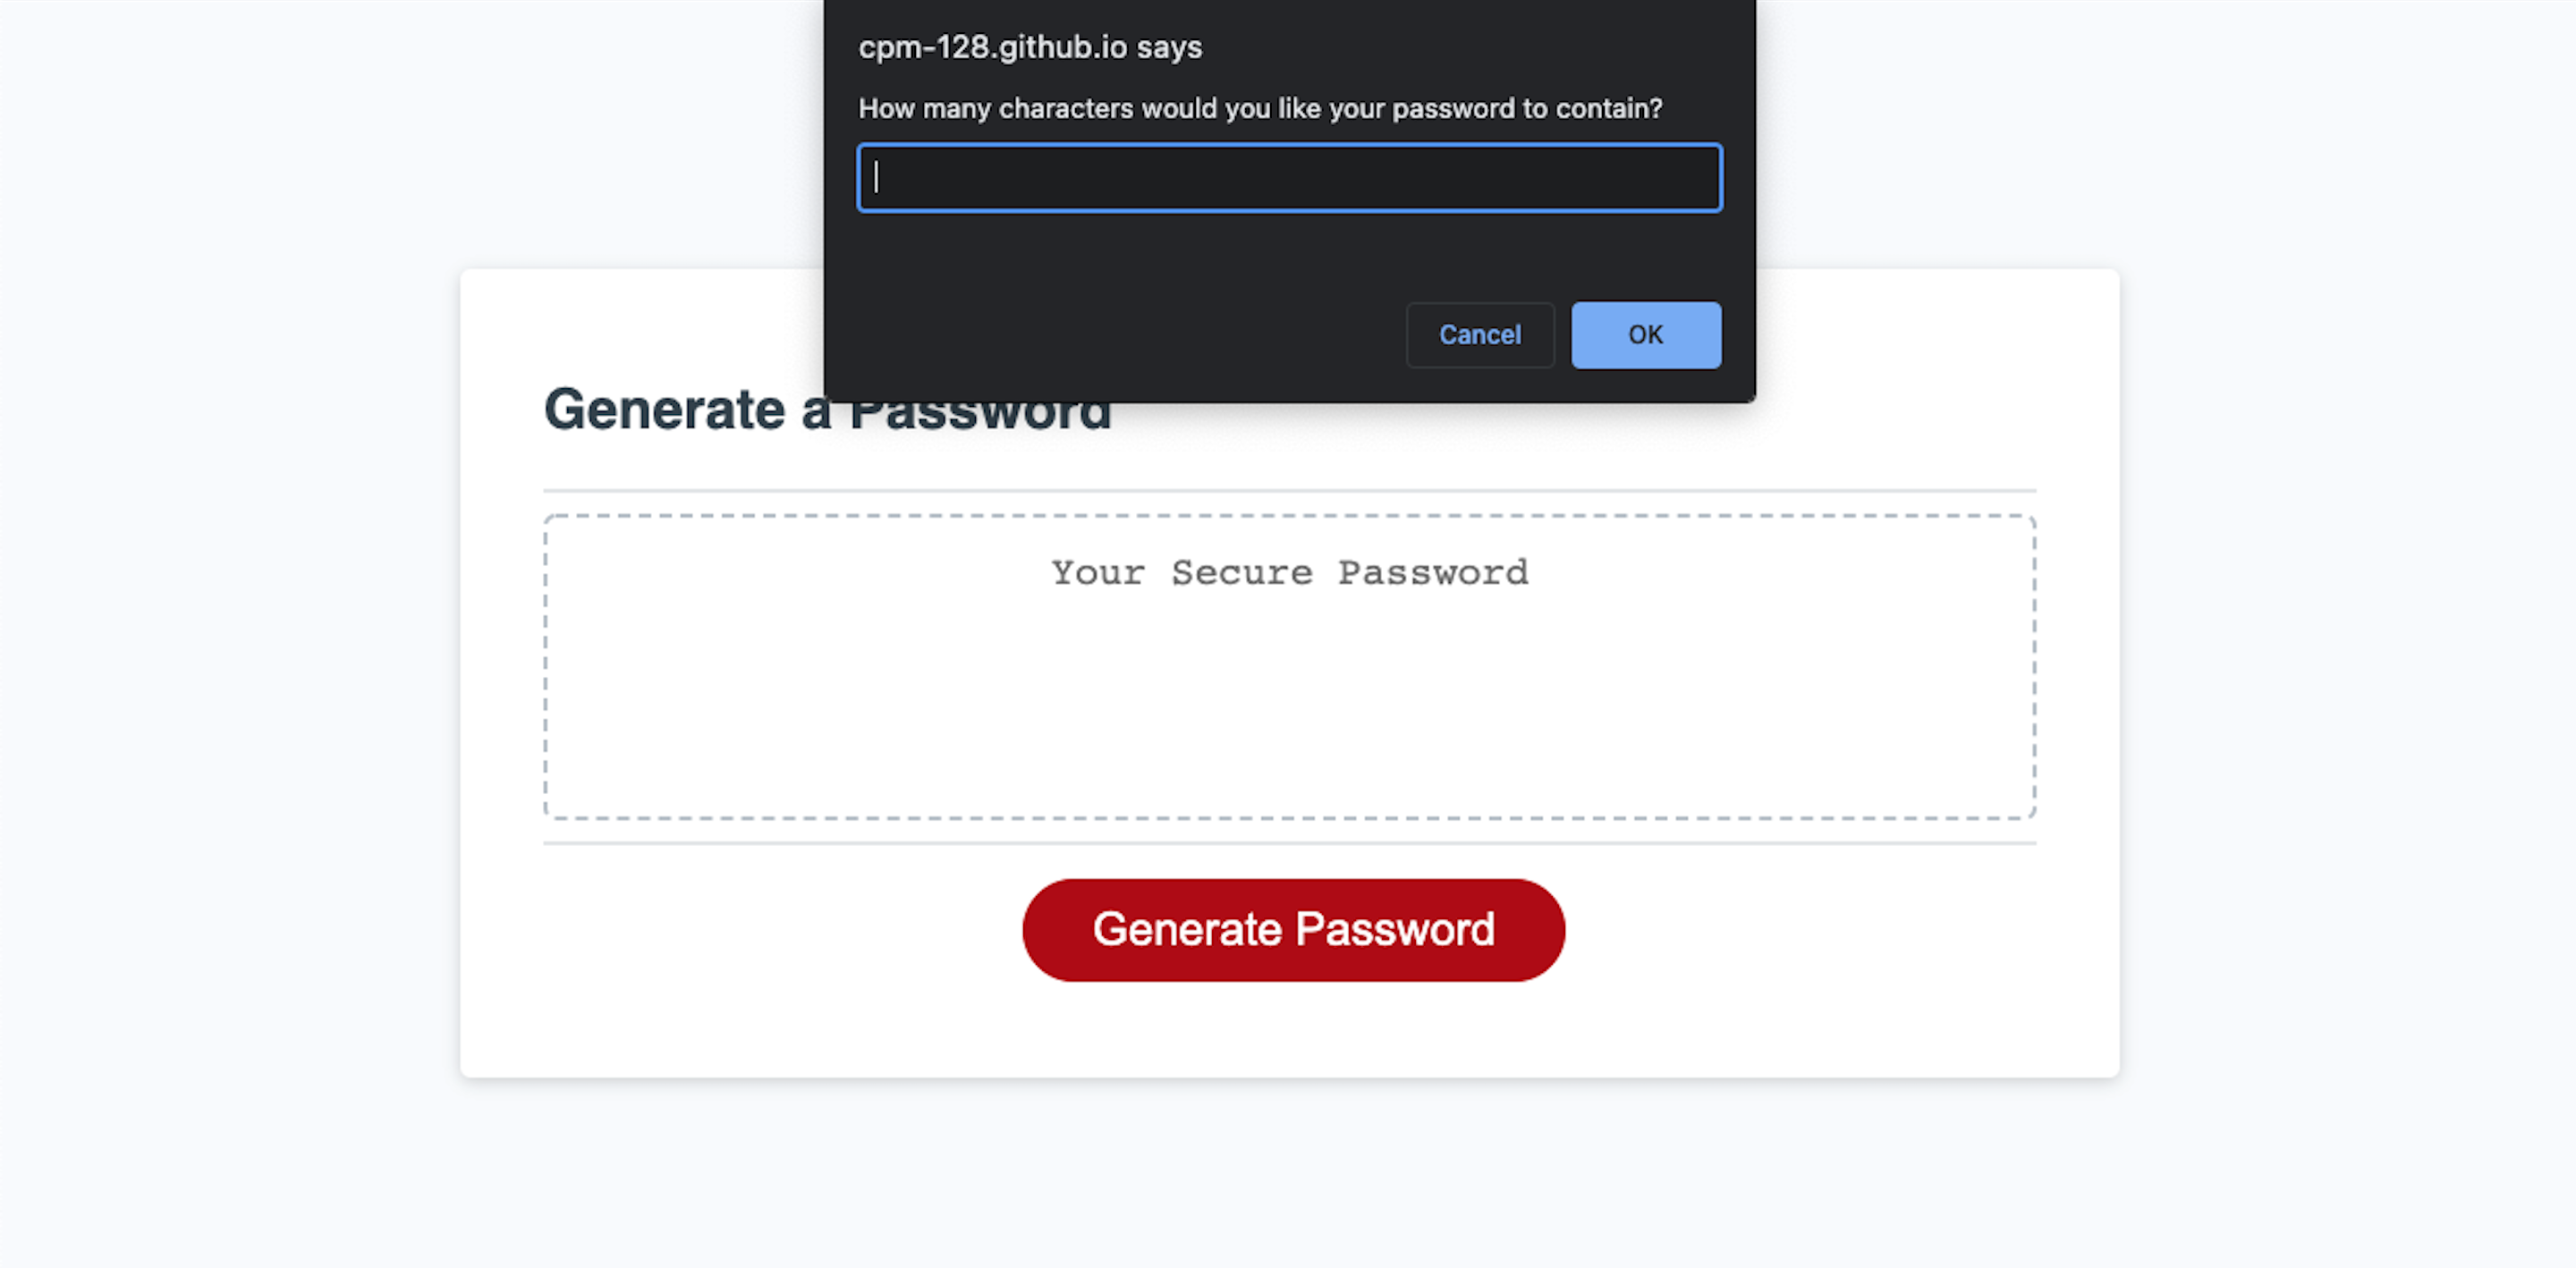 cpm-128.github.io says
How many characters would you like your password to contain?
Cancel
OK
Generate a Password
Your Secure Password
Generate Password